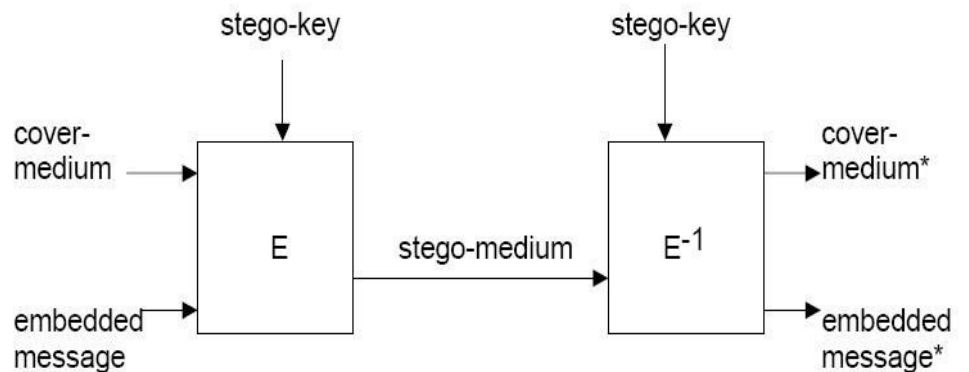 stego-key
stego-key
cover-
medium
cover-
medium*
E
stego-medium
E-1
embedded
message
embedded
message*